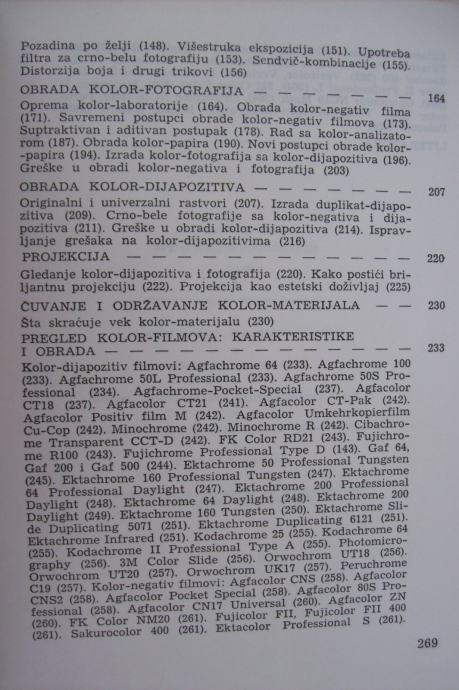 Pozadina po želji (148). Višestruka ekspozicija (151). Upotreba
filtra za crno-belu fotografiju (153). Sendvič-kombinacije (155).
Distorzija boja i drugi trikovi (156)
OBRADA KOLOR-FOTOGRAFIJA — — — — — — — 164
Oprema kolor-laboratorije (164). Obrada kolor-negativ filma
(171). Savremeni postupci obrade kolor-negativ filmova (173).
Suptraktivan i aditivan postupak (178). Rad sa kolor-analizato-
rom (187). Obrada kolor-papira (190). Novi postupci obrade kolor-
-papira (194). Izrada kolor-fotografija sa kolor-dijapozitiva (196).
Greške u obradi kolor-negativa i fotografija (203)
OBRADA KOLOR-DIJAPOZITIVA — — — — — — — 207
Originalni i univerzalni rastvori (207). Izrada duplikat-dijapo-
zitiva (209). Crno-bele fotografije sa kolor-negativa i dija-
pozitiva (211). Greške u obradi kolor-dijapozitiva (214). Isprav-
ljanje grešaka na kolor-dijapozitivima (216)
PROJEKCIJA — — — — — — — — — — — — 220
Gledanje kolor-dijapozitiva i fotografija (220). Kako postići bri-
ljantnu projekciju (222). Projekcija kao estetski doživljaj (225)
ČUVANJE I ODRŽAVANJE KOLOR-MATERIJALA — — 230
Šta skraćuje vek kolor-materijalu (230)
PREGLED KOLOR-FILMOVA: KARAKTERISTIKE
I OBRADA — — — — — — — — — — — — — 233
Kolor-dijapozitiv filmovi: Agfachrome 64 (233). Agfachrome 100
(233). Agfachrome 50L Professional (233). Agfachrome 50S Pro-
fessional (234). Agfachrome-Pocket-Special (237). Agfacolor
CT18 (237). Agfacolor CT21 (241). Agfacolor CT-Pak (242).
Agfacolor Positiv film M (242). Agfacolor Umkehrkopierfilm
Cu-Cop (242). Minochrome (242). Minochrome R (242). Cibachro-
me Transparent CCT-D (242). FK Color RD21 (243). Fujichro-
me R100 (243). Fujichrome Professional Type D (143). Gaf 64,
Gaf 200 i Gaf 500 (244). Ektachrome 50 Professional Tungsten
(245). Ektachrome 160 Professional Tungsten (247). Ektachrome
64 Professional Daylight (247). Ektachrome 200 Professional
Daylight (248). Ektachrome 64 Daylight (248). Ektachrome 200
Daylight (249). Ektachrome 160 Tungsten (250). Ektachrome Sli-
de Duplicating 5071 (251). Ektachrome Duplicating 6121 (251).
Ektachrome Infrared (251). Kodachrome 25 (255). Kodachrome 64
(255). Kodachrome II Professional Type A (255). Photomicro-
graphy (256). 3M Color Slide (256). Orwochrom UT18 (256).
Orwochrom UT20 (257). Orwochrom UK17 (257). Peruchrome
C19 (257). Kolor-negativ filmovi: Agfacolor CNS (258). Agfacolor
CNS2 (258). Agfacolor Pocket Special (258). Agfacolor 80S Pro-
fessional (258). Agfacolor CN17 Universal (260). Agfacolor ZN
(260). FK Color NM20 (261). Fujicolor FII, Fujicolor FII 400
(261). Sakurocolor 400 (261). Ektacolor Professional S (261).
269